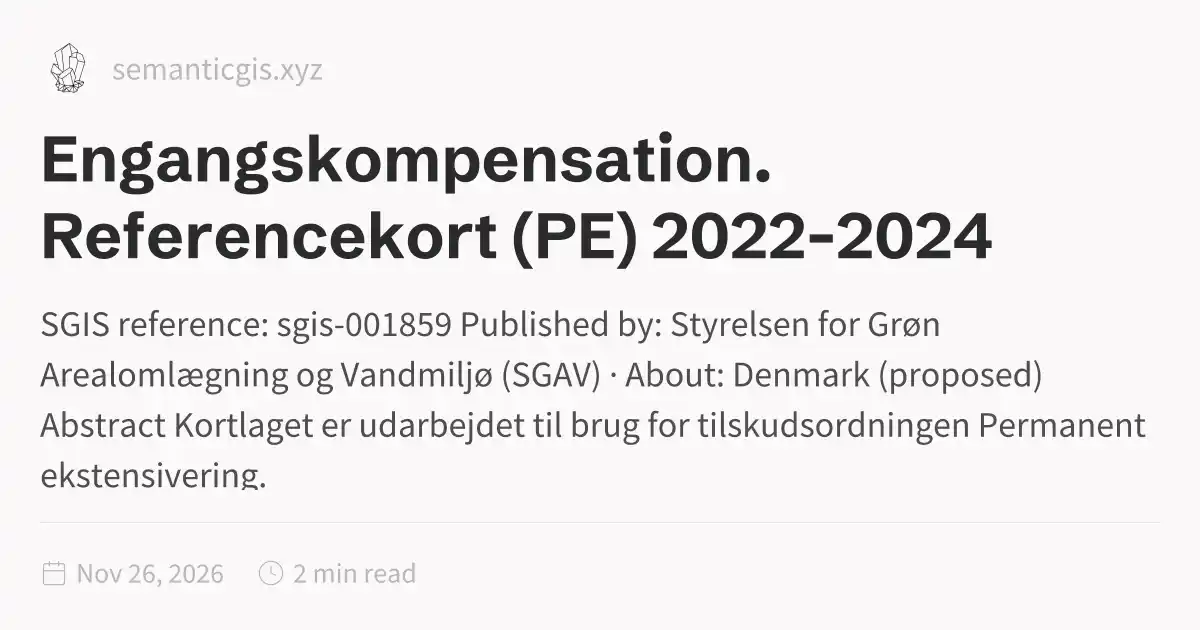 semanticgis.xyz
Engangskompensation.
Referencekort (PE) 2022-2024
SGIS reference: sgis-001859 Published by: Styrelsen for Grøn
Arealomlægning og Vandmiljø (SGAV) · About: Denmark (proposed)
Abstract Kortlaget er udarbejdet til brug for tilskudsordningen Permanent
ekstensivering.
Nov 26, 2026
2 min read